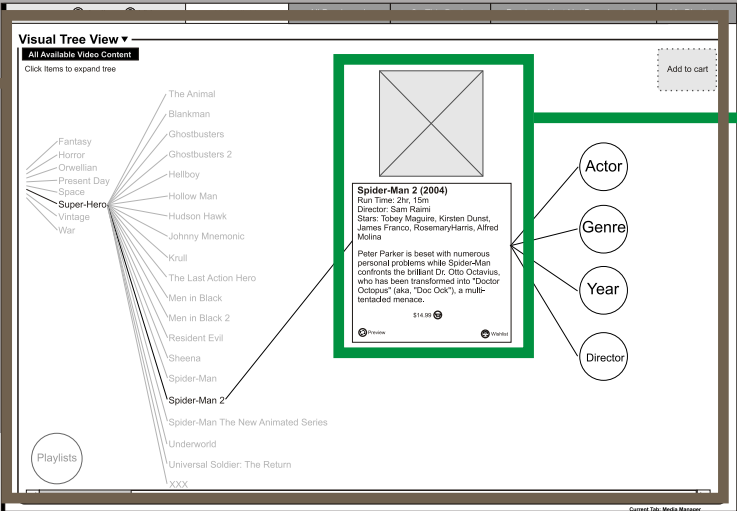 Visual Tree View ▼
All Available Video Content
Click Items to expand tree
Add to cart
Fantasy
Horror
Orwellian
Present Day
Space
Super-Hero
Vintage
War
The Animal
Blankman
Ghostbusters
Ghostbusters 2
Hellboy
Hollow Man
Hudson Hawk
Johnny Mnemonic
Krull
The Last Action Hero
Men in Black
Men in Black 2
Resident Evil
Sheena
Spider-Man
Spider-Man 2
Spider-Man The New Animated Series
Underworld
Universal Soldier: The Return
XXX
Spider-Man 2 (2004)
Run Time: 2hr, 15m
Director: Sam Raimi
Stars: Tobey Maguire, Kirsten Dunst,
James Franco, RosemaryHarris, Alfred
Molina
Peter Parker is beset with numerous
personal problems while Spider-Man
confronts the brilliant Dr. Otto Octavius,
who has been transformed into "Doctor
Octopus" (aka, "Doc Ock"), a multi-
tentacled menace.
$14.99
Preview
Wishlist
Actor
Genre
Year
Director
Playlists
Current Tab: Media Manager